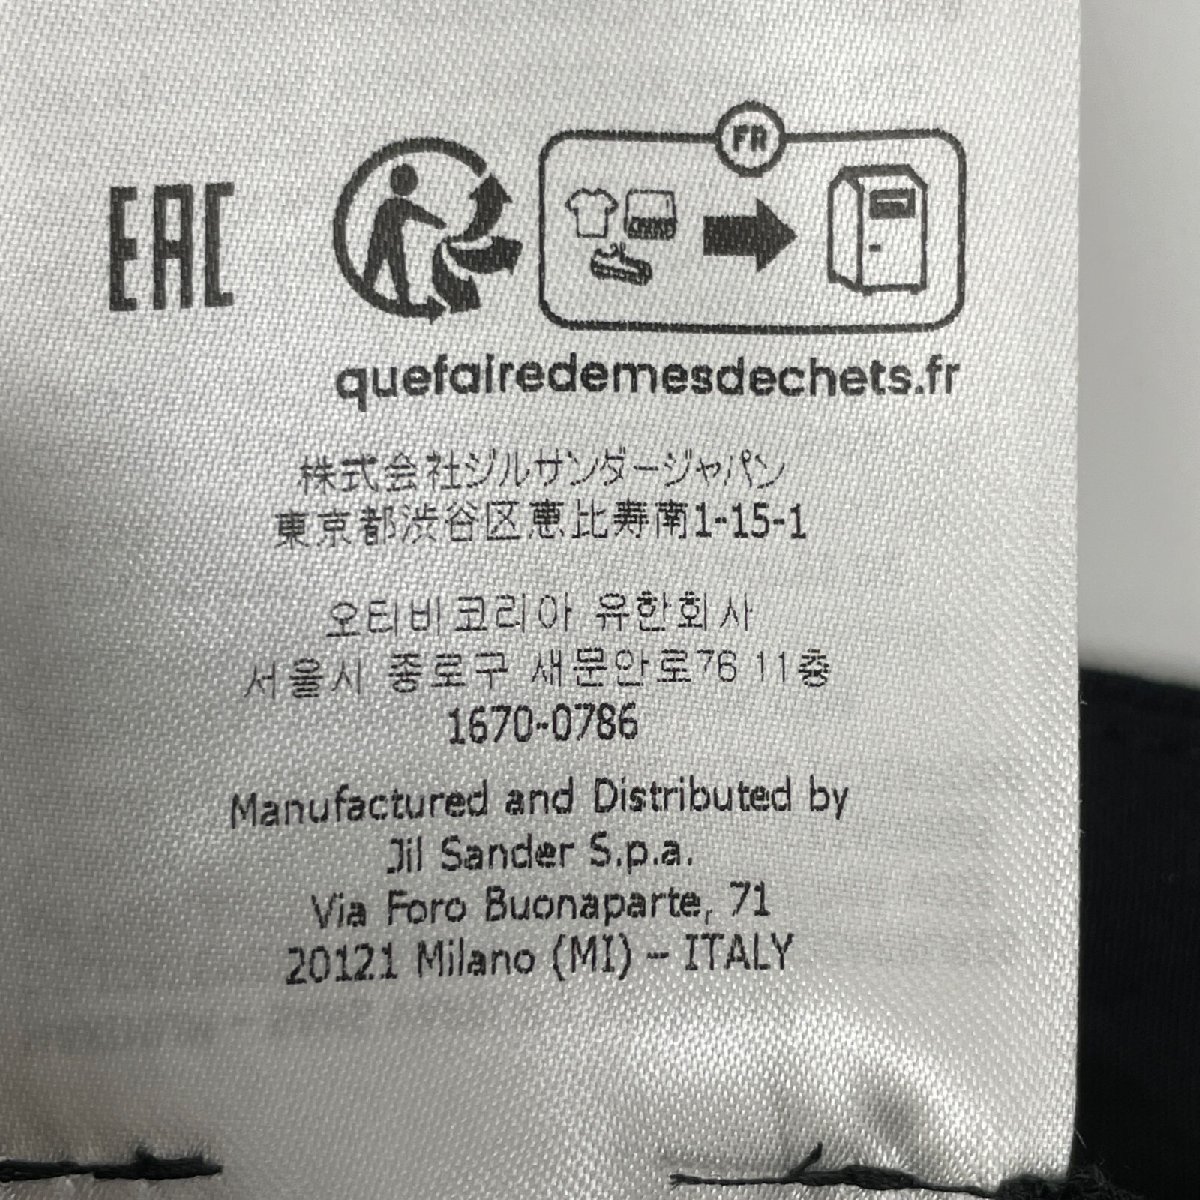 EAC
FR
quefairedemesdechets.fr
株式会社ジルサンダージャパン
東京都渋谷区恵比寿南1-15-1
오티비코리아 유한회사
서울시 종로구 새문안로76 11층
1670-0786
Manufactured and Distributed by
Jil Sander S.p.a.
Via Foro Buonaparte, 71
20121 Milano (MI) – ITALY